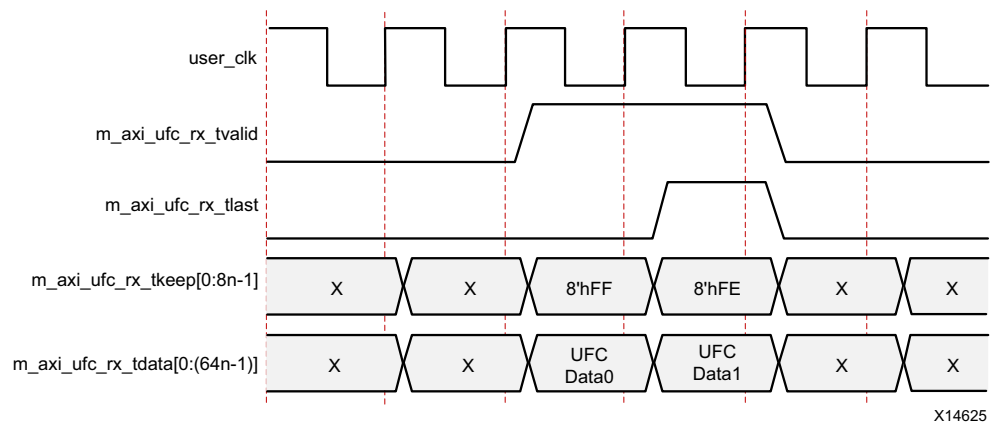 user_clk
m_axi_ufc_rx_tvalid
m_axi_ufc_rx_tlast
m_axi_ufc_rx_tkeep[0:8n-1]
X X 8'hFF 8'hFE X X
m_axi_ufc_rx_tdata[0:(64n-1)]
X X UFC Data0 UFC Data1 X X
X14625